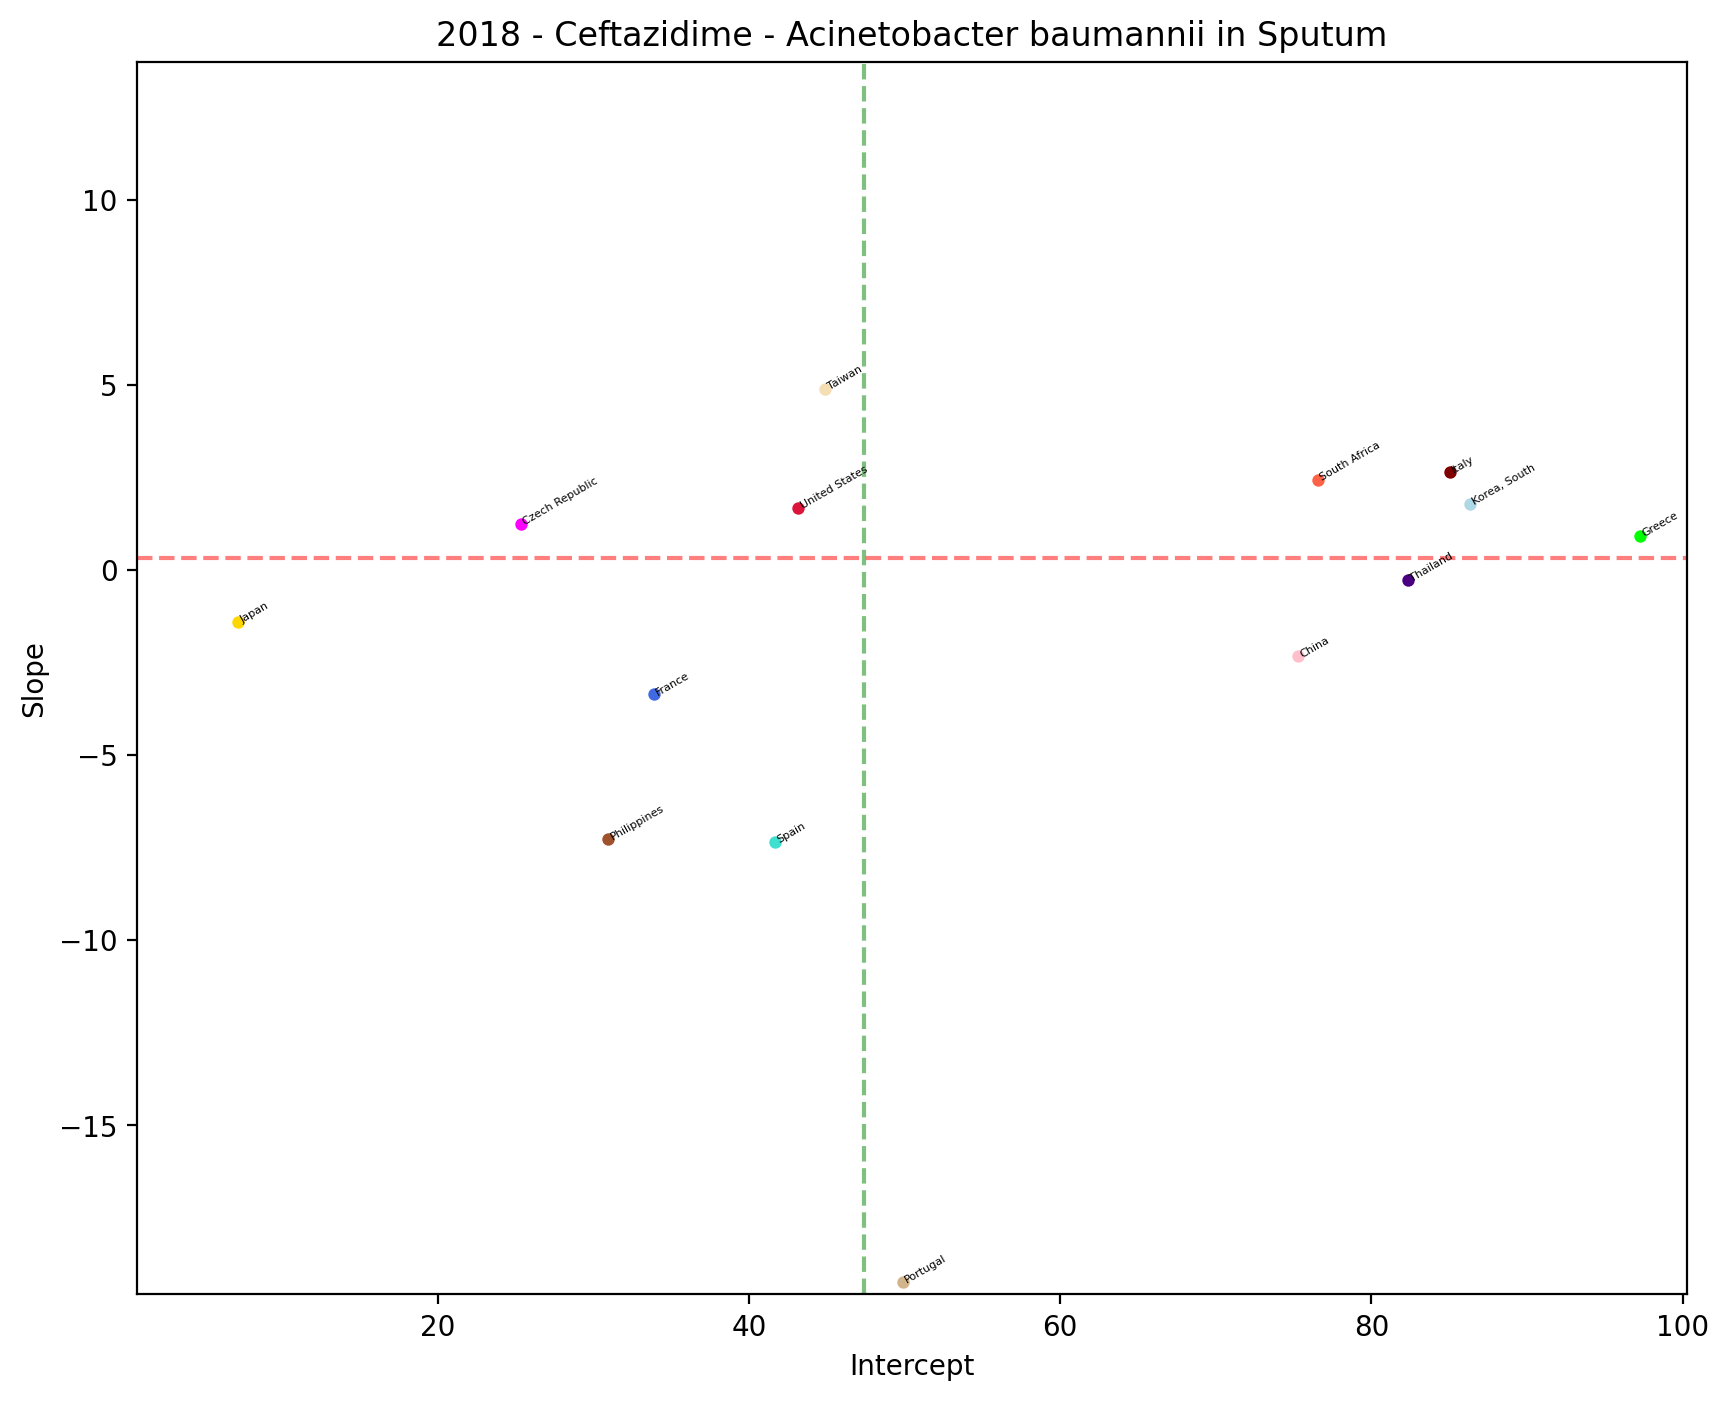 2018 - Ceftazidime - Acinetobacter baumannii in Sputum
10
5
0
−5
−10
−15
Slope
Taiwan
South Africa
Italy
Korea, South
United States
Czech Republic
Greece
Thailand
Japan
China
France
Philippines
Spain
Portugal
20
40
60
80
100
Intercept